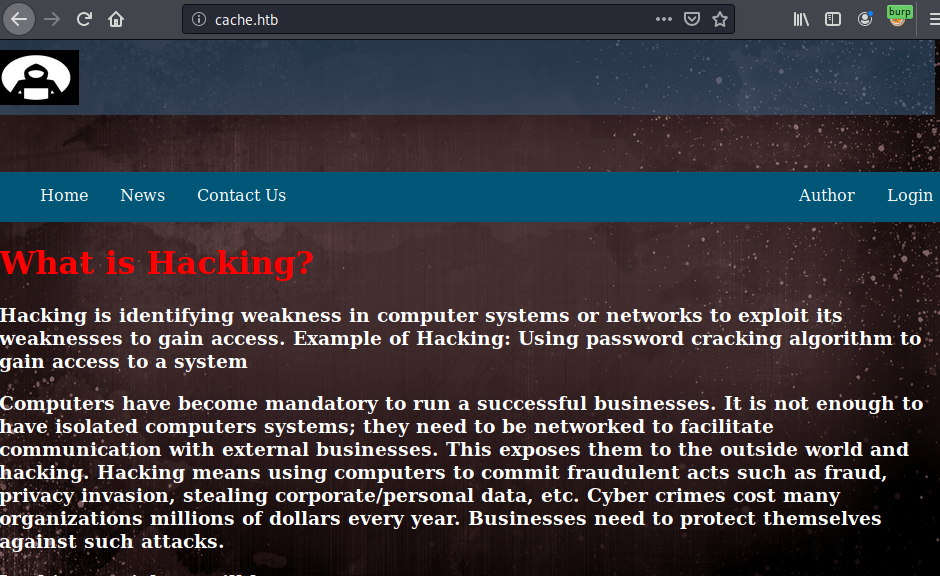 cache.htb
burp
Home News Contact Us Author Login
What is Hacking?
Hacking is identifying weakness in computer systems or networks to exploit its
weaknesses to gain access. Example of Hacking: Using password cracking algorithm to
gain access to a system
Computers have become mandatory to run a successful businesses. It is not enough to
have isolated computers systems; they need to be networked to facilitate
communication with external businesses. This exposes them to the outside world and
hacking. Hacking means using computers to commit fraudulent acts such as fraud,
privacy invasion, stealing corporate/personal data, etc. Cyber crimes cost many
organizations millions of dollars every year. Businesses need to protect themselves
against such attacks.